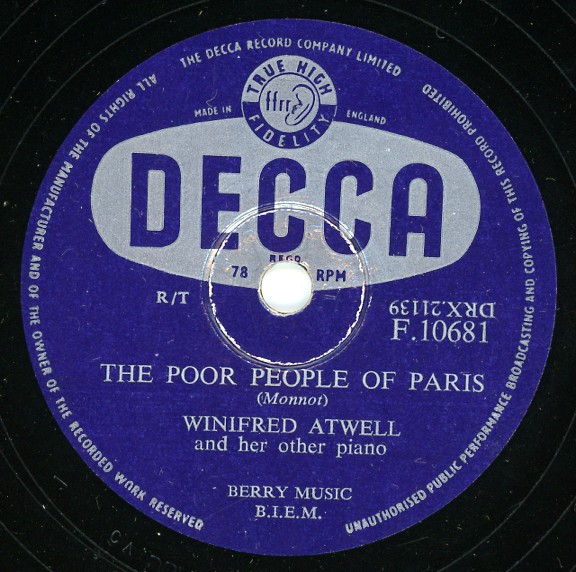 THE DECCA RECORD COMPANY LIMITED
ALL RIGHTS OF THE MANUFACTURER AND OF THE OWNER OF THE RECORDED WORK RESERVED
UNAUTHORISED PUBLIC PERFORMANCE BROADCASTING AND COPYING OF THIS RECORD PROHIBITED
TRUE HIGH
ffrr
FIDELITY
MADE IN
ENGLAND
DECCA
REGD
78 RPM
R/T
DRX.21139
F.10681
THE POOR PEOPLE OF PARIS
(Monnot)
WINIFRED ATWELL
and her other piano
BERRY MUSIC
B.I.E.M.